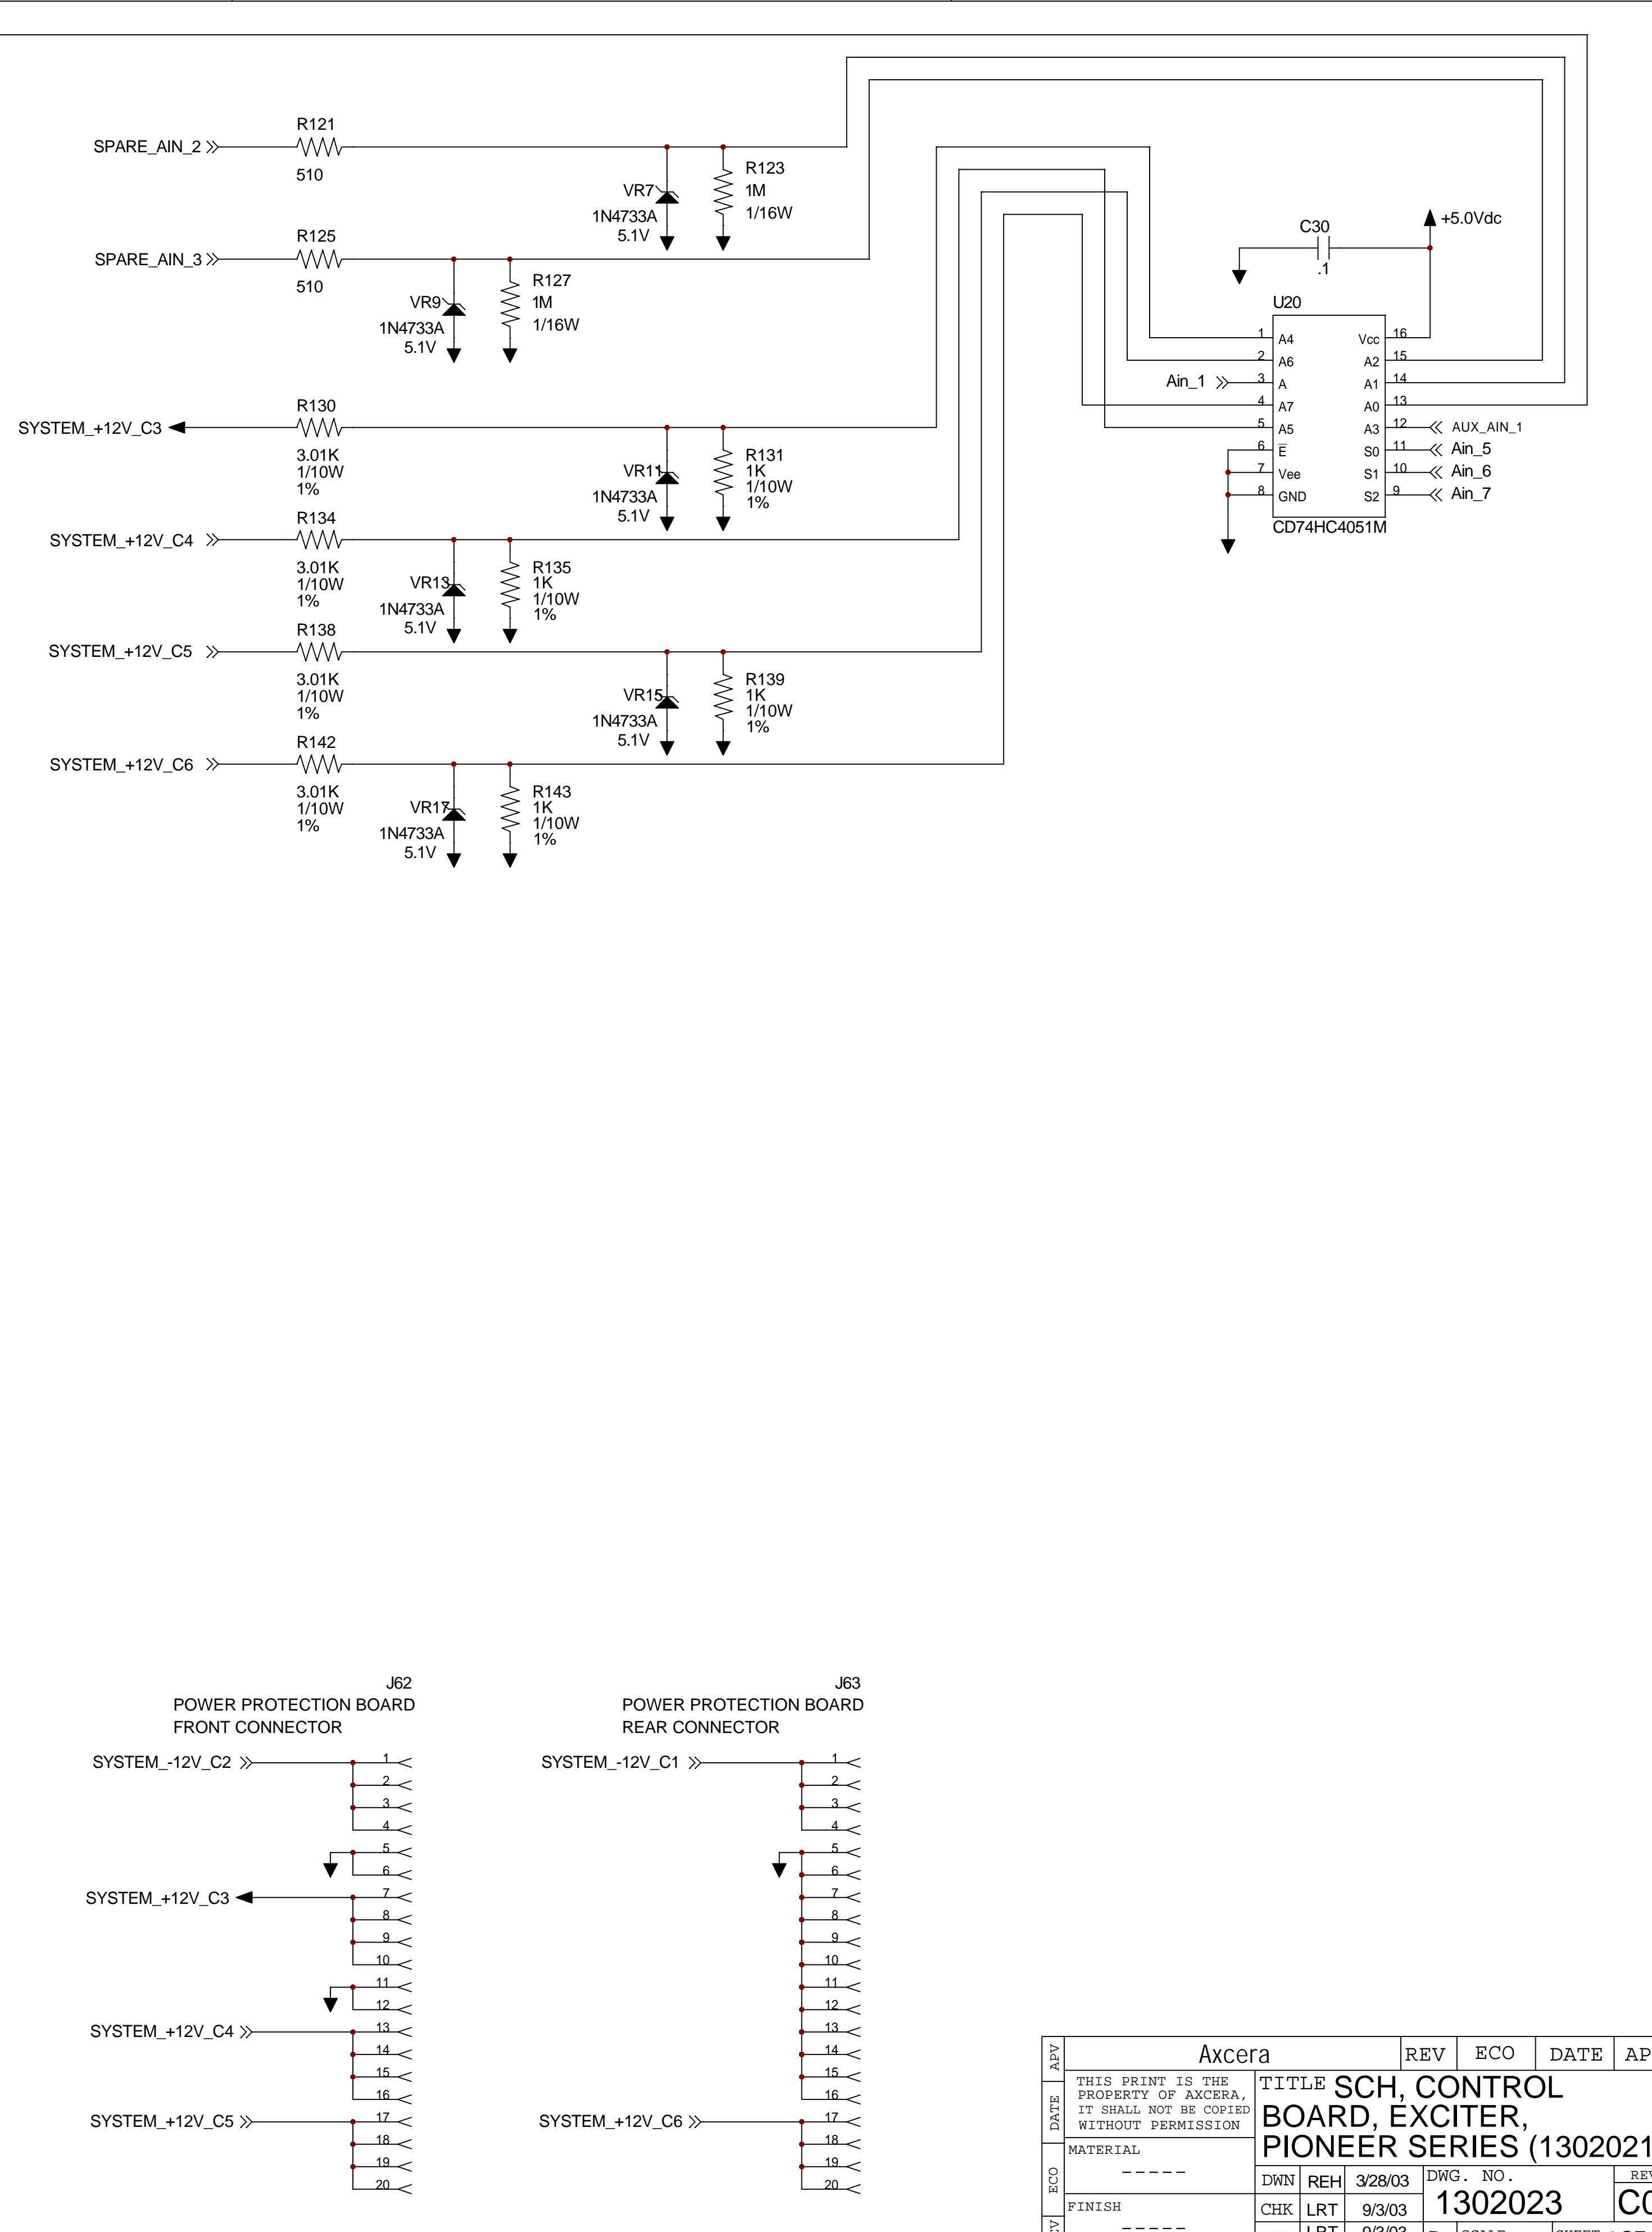 R121
SPARE_AIN_2
510
R123
1M
1/16W
VR7
1N4733A
5.1V
R125
SPARE_AIN_3
510
R127
1M
1/16W
VR9
1N4733A
5.1V
C30
.1
+5.0Vdc
U20
1 A4 Vcc 16
2 A6 A2 15
Ain_1 3 A A1 14
4 A7 A0 13
5 A5 A3 12 AUX_AIN_1
6 E S0 11 Ain_5
7 Vee S1 10 Ain_6
8 GND S2 9 Ain_7
CD74HC4051M
R130
SYSTEM_+12V_C3
3.01K
1/10W
1%
R131
1K
1/10W
1%
VR11
1N4733A
5.1V
R134
SYSTEM_+12V_C4
3.01K
1/10W
1%
R135
1K
1/10W
1%
VR13
1N4733A
5.1V
R138
SYSTEM_+12V_C5
3.01K
1/10W
1%
R139
1K
1/10W
1%
VR15
1N4733A
5.1V
R142
SYSTEM_+12V_C6
3.01K
1/10W
1%
R143
1K
1/10W
1%
VR17
1N4733A
5.1V
J62
POWER PROTECTION BOARD
FRONT CONNECTOR
SYSTEM_-12V_C2 1
2
3
4
5
6
SYSTEM_+12V_C3 7
8
9
10
11
12
SYSTEM_+12V_C4 13
14
15
16
SYSTEM_+12V_C5 17
18
19
20
J63
POWER PROTECTION BOARD
REAR CONNECTOR
SYSTEM_-12V_C1 1
2
3
4
5
6
7
8
9
10
11
12
13
14
15
16
SYSTEM_+12V_C6 17
18
19
20
APV
DATE
ECO
Axcera REV ECO DATE AP
THIS PRINT IS THE
PROPERTY OF AXCERA,
IT SHALL NOT BE COPIED
WITHOUT PERMISSION
TITLE SCH, CONTROL
BOARD, EXCITER,
PIONEER SERIES (1302021
MATERIAL
-----
DWN REH 3/28/03
DWG. NO.
1302023
FINISH
-----
CHK LRT 9/3/03
LRT 9/3/03